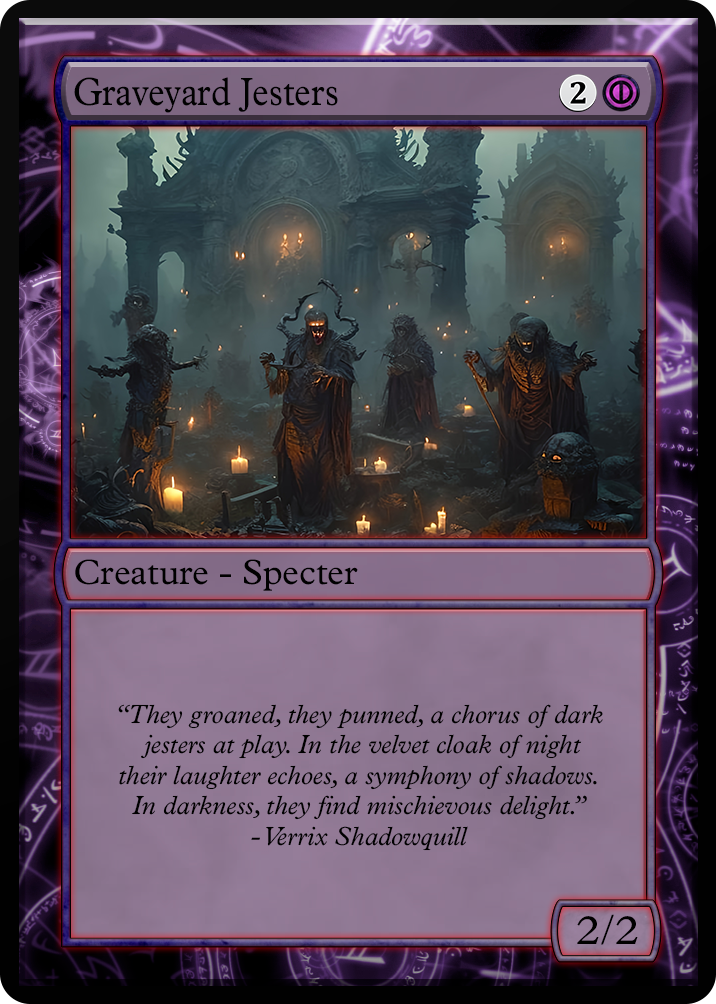 Graveyard Jesters 2
Creature - Specter
“They groaned, they punned, a chorus of dark
jesters at play. In the velvet cloak of night
their laughter echoes, a symphony of shadows.
In darkness, they find mischievous delight.”
-Verrix Shadowquill
2/2